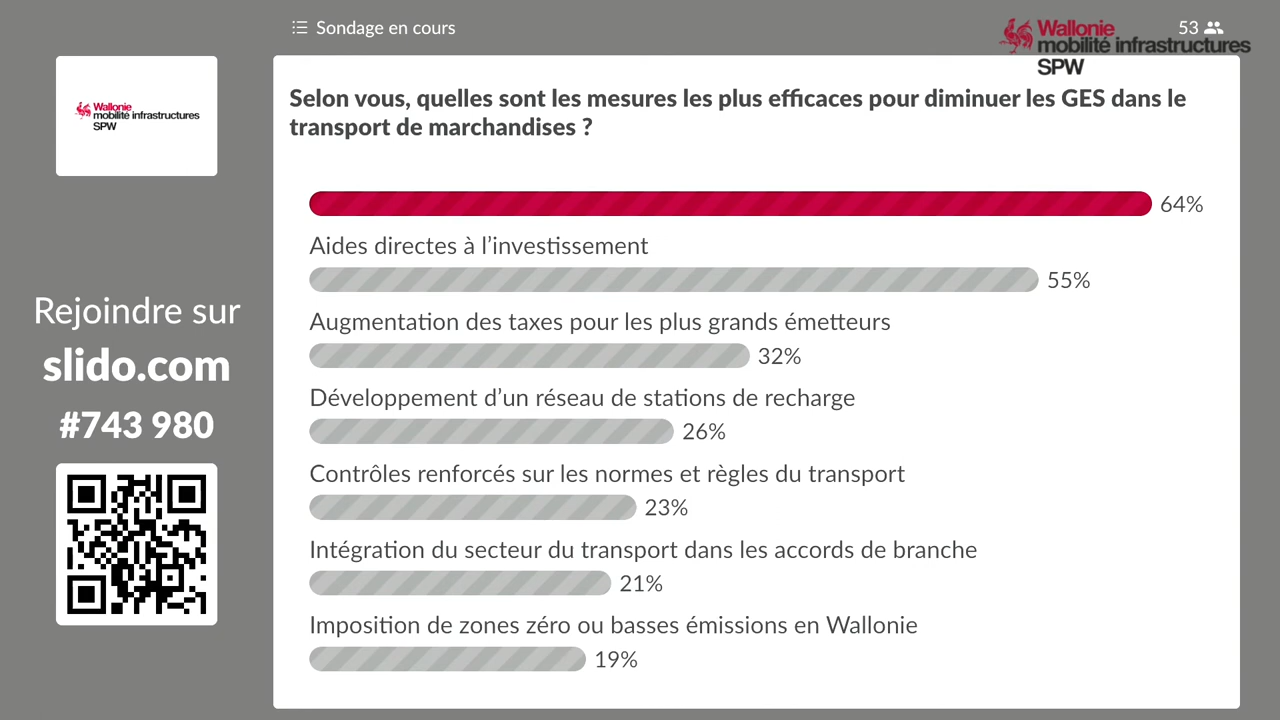 Sondage en cours
53
Wallonie
mobilité infrastructures
SPW
Wallonie
mobilité infrastructures
SPW
Rejoindre sur
slido.com
#743 980
Selon vous, quelles sont les mesures les plus efficaces pour diminuer les GES dans le
transport de marchandises ?
64%
Aides directes à l’investissement
55%
Augmentation des taxes pour les plus grands émetteurs
32%
Développement d’un réseau de stations de recharge
26%
Contrôles renforcés sur les normes et règles du transport
23%
Intégration du secteur du transport dans les accords de branche
21%
Imposition de zones zéro ou basses émissions en Wallonie
19%